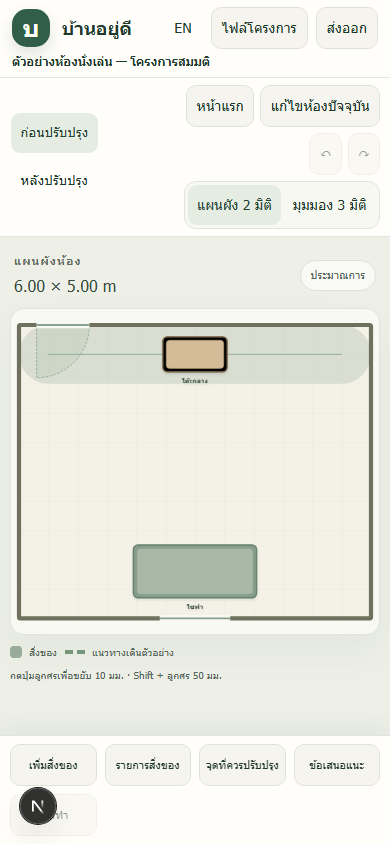 บ บ้านอยู่ดี EN ไฟล์โครงการ ส่งออก
ตัวอย่างห้องนั่งเล่น — โครงการสมมติ
หน้าแรก แก้ไขห้องปัจจุบัน
ก่อนปรับปรุง
หลังปรับปรุง
แผนผัง 2 มิติ มุมมอง 3 มิติ
แผนผังห้อง
6.00 × 5.00 m
ประมาณการ
โต๊ะกลาง
โซฟา
สิ่งของ แนวทางเดินตัวอย่าง
กดปุ่มลูกศรเพื่อขยับ 10 มม. · Shift + ลูกศร 50 มม.
เพิ่มสิ่งของ รายการสิ่งของ จุดที่ควรปรับปรุง ข้อเสนอแนะ
N